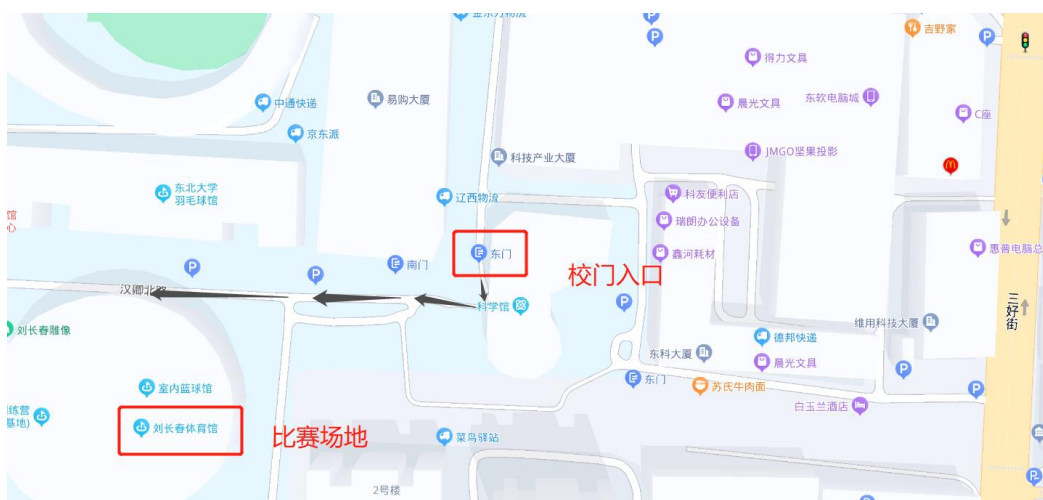 金东方物流
吉野家
得力文具
中通快递
易购大厦
晨光文具
东软电脑城
C座
京东派
科技产业大厦
JMGO坚果投影
东北大学
羽毛球馆
辽西物流
科友便利店
馆
心
瑞朗办公设备
东门
南门
鑫河耗材
惠普电脑总
校门入口
汉卿北路
科学馆
三好街
刘长春雕像
维用科技大厦
德邦快递
东科大厦
晨光文具
东门
苏氏牛肉面
室内篮球馆
白玉兰酒店
练营
基地)
刘长春体育馆
比赛场地
菜鸟驿站
2号楼